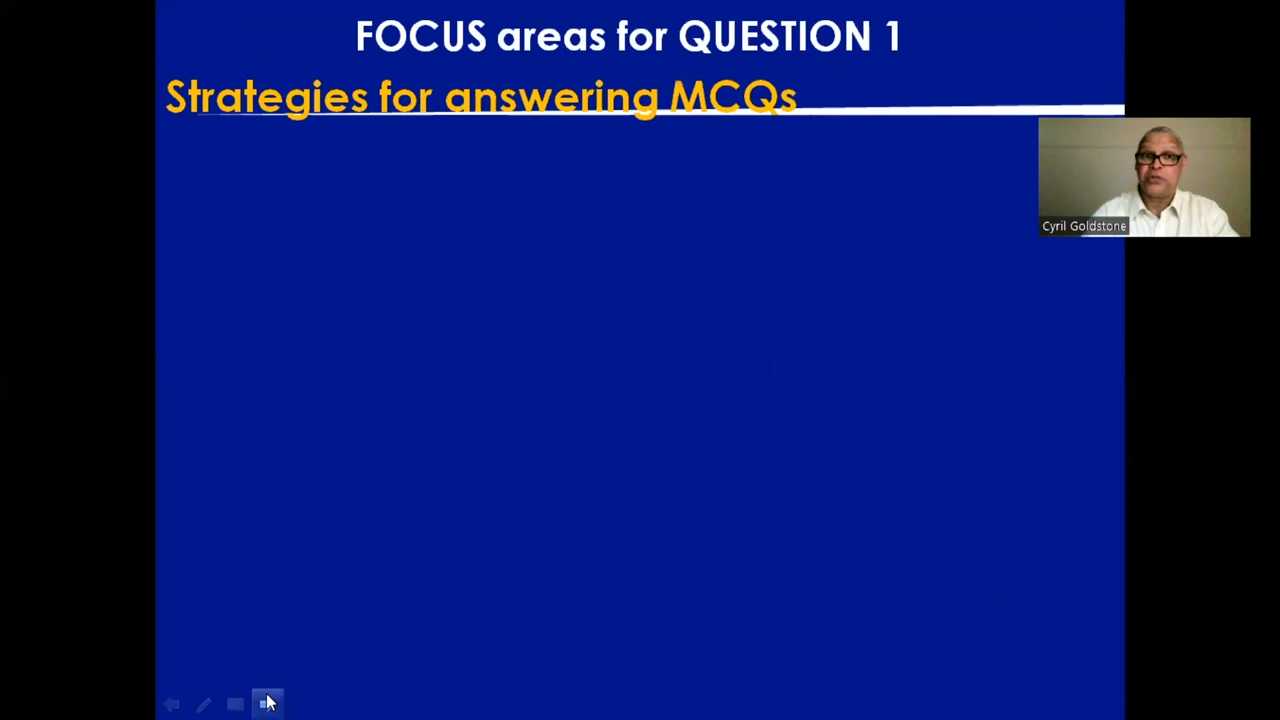 FOCUS areas for QUESTION 1
Strategies for answering MCQs
Cyril Goldstone